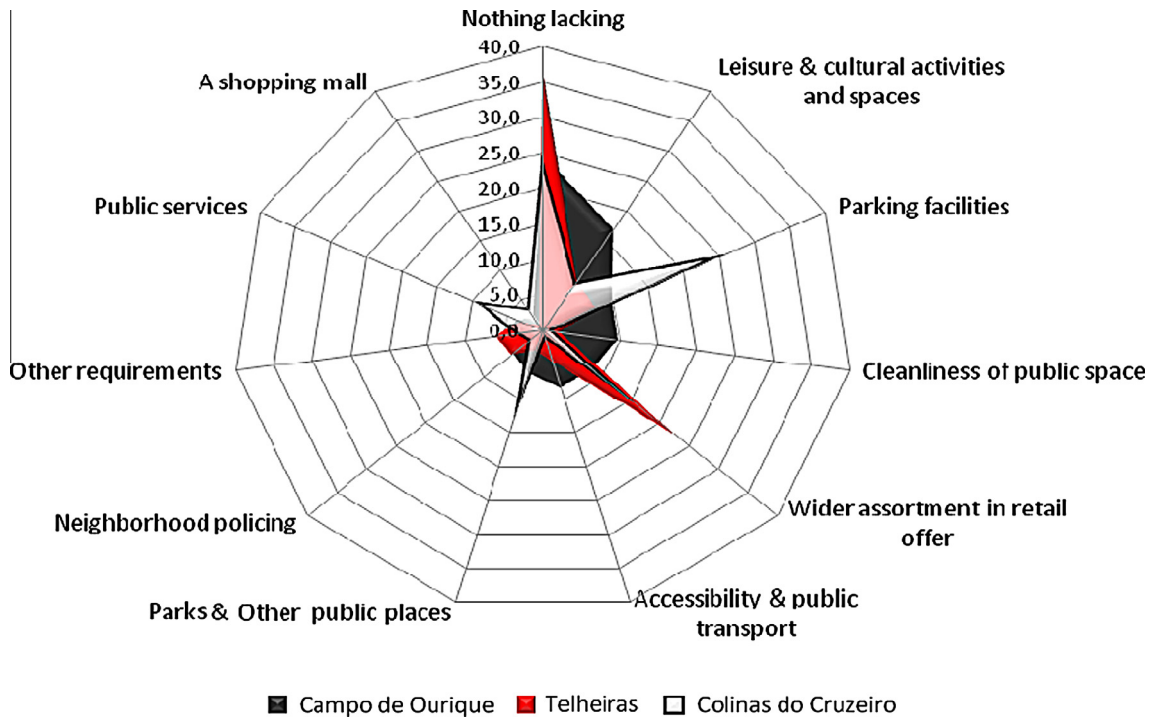 Nothing lacking
40,0
35,0
30,0
25,0
20,0
15,0
10,0
5,0
0,0
Leisure & cultural activities
and spaces
Parking facilities
Cleanliness of public space
Wider assortment in retail
offer
Accessibility & public
transport
Parks & Other public places
Neighborhood policing
Other requirements
Public services
A shopping mall
Campo de Ourique
Telheiras
Colinas do Cruzeiro